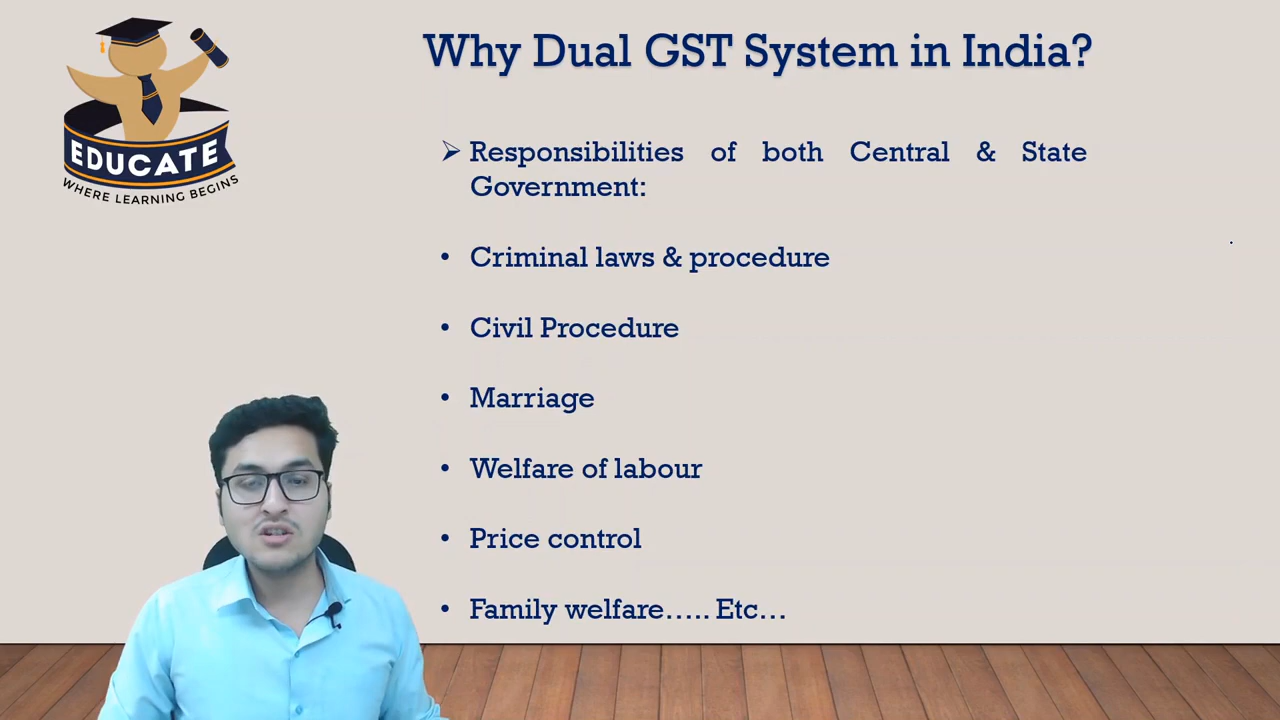 Why Dual GST System in India?
EDUCATE
WHERE LEARNING BEGINS
➢ Responsibilities of both Central & State
Government:
• Criminal laws & procedure
• Civil Procedure
• Marriage
• Welfare of labour
• Price control
• Family welfare..... Etc...